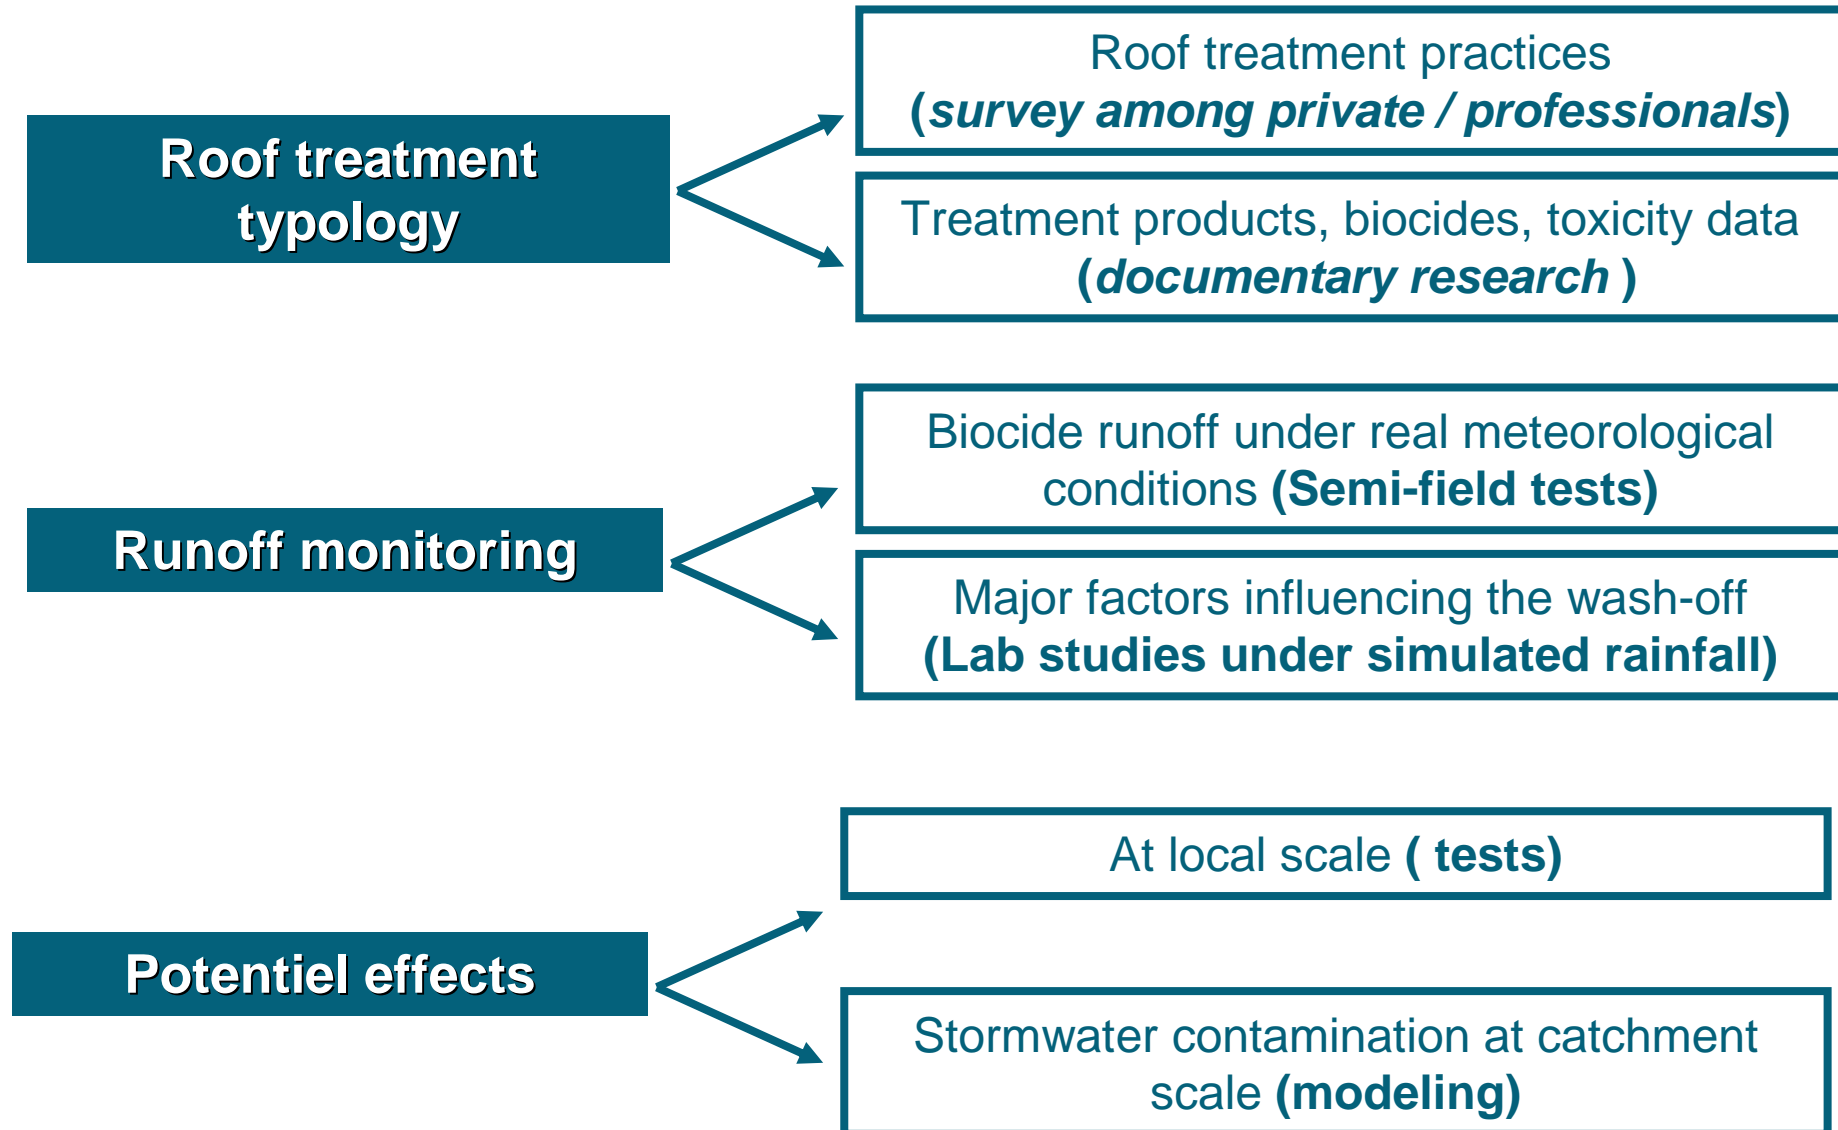 Roof treatment
typology
Roof treatment practices
(survey among private / professionals)
Treatment products, biocides, toxicity data
(documentary research )
Runoff monitoring
Biocide runoff under real meteorological
conditions (Semi-field tests)
Major factors influencing the wash-off
(Lab studies under simulated rainfall)
Potentiel effects
At local scale ( tests)
Stormwater contamination at catchment
scale (modeling)